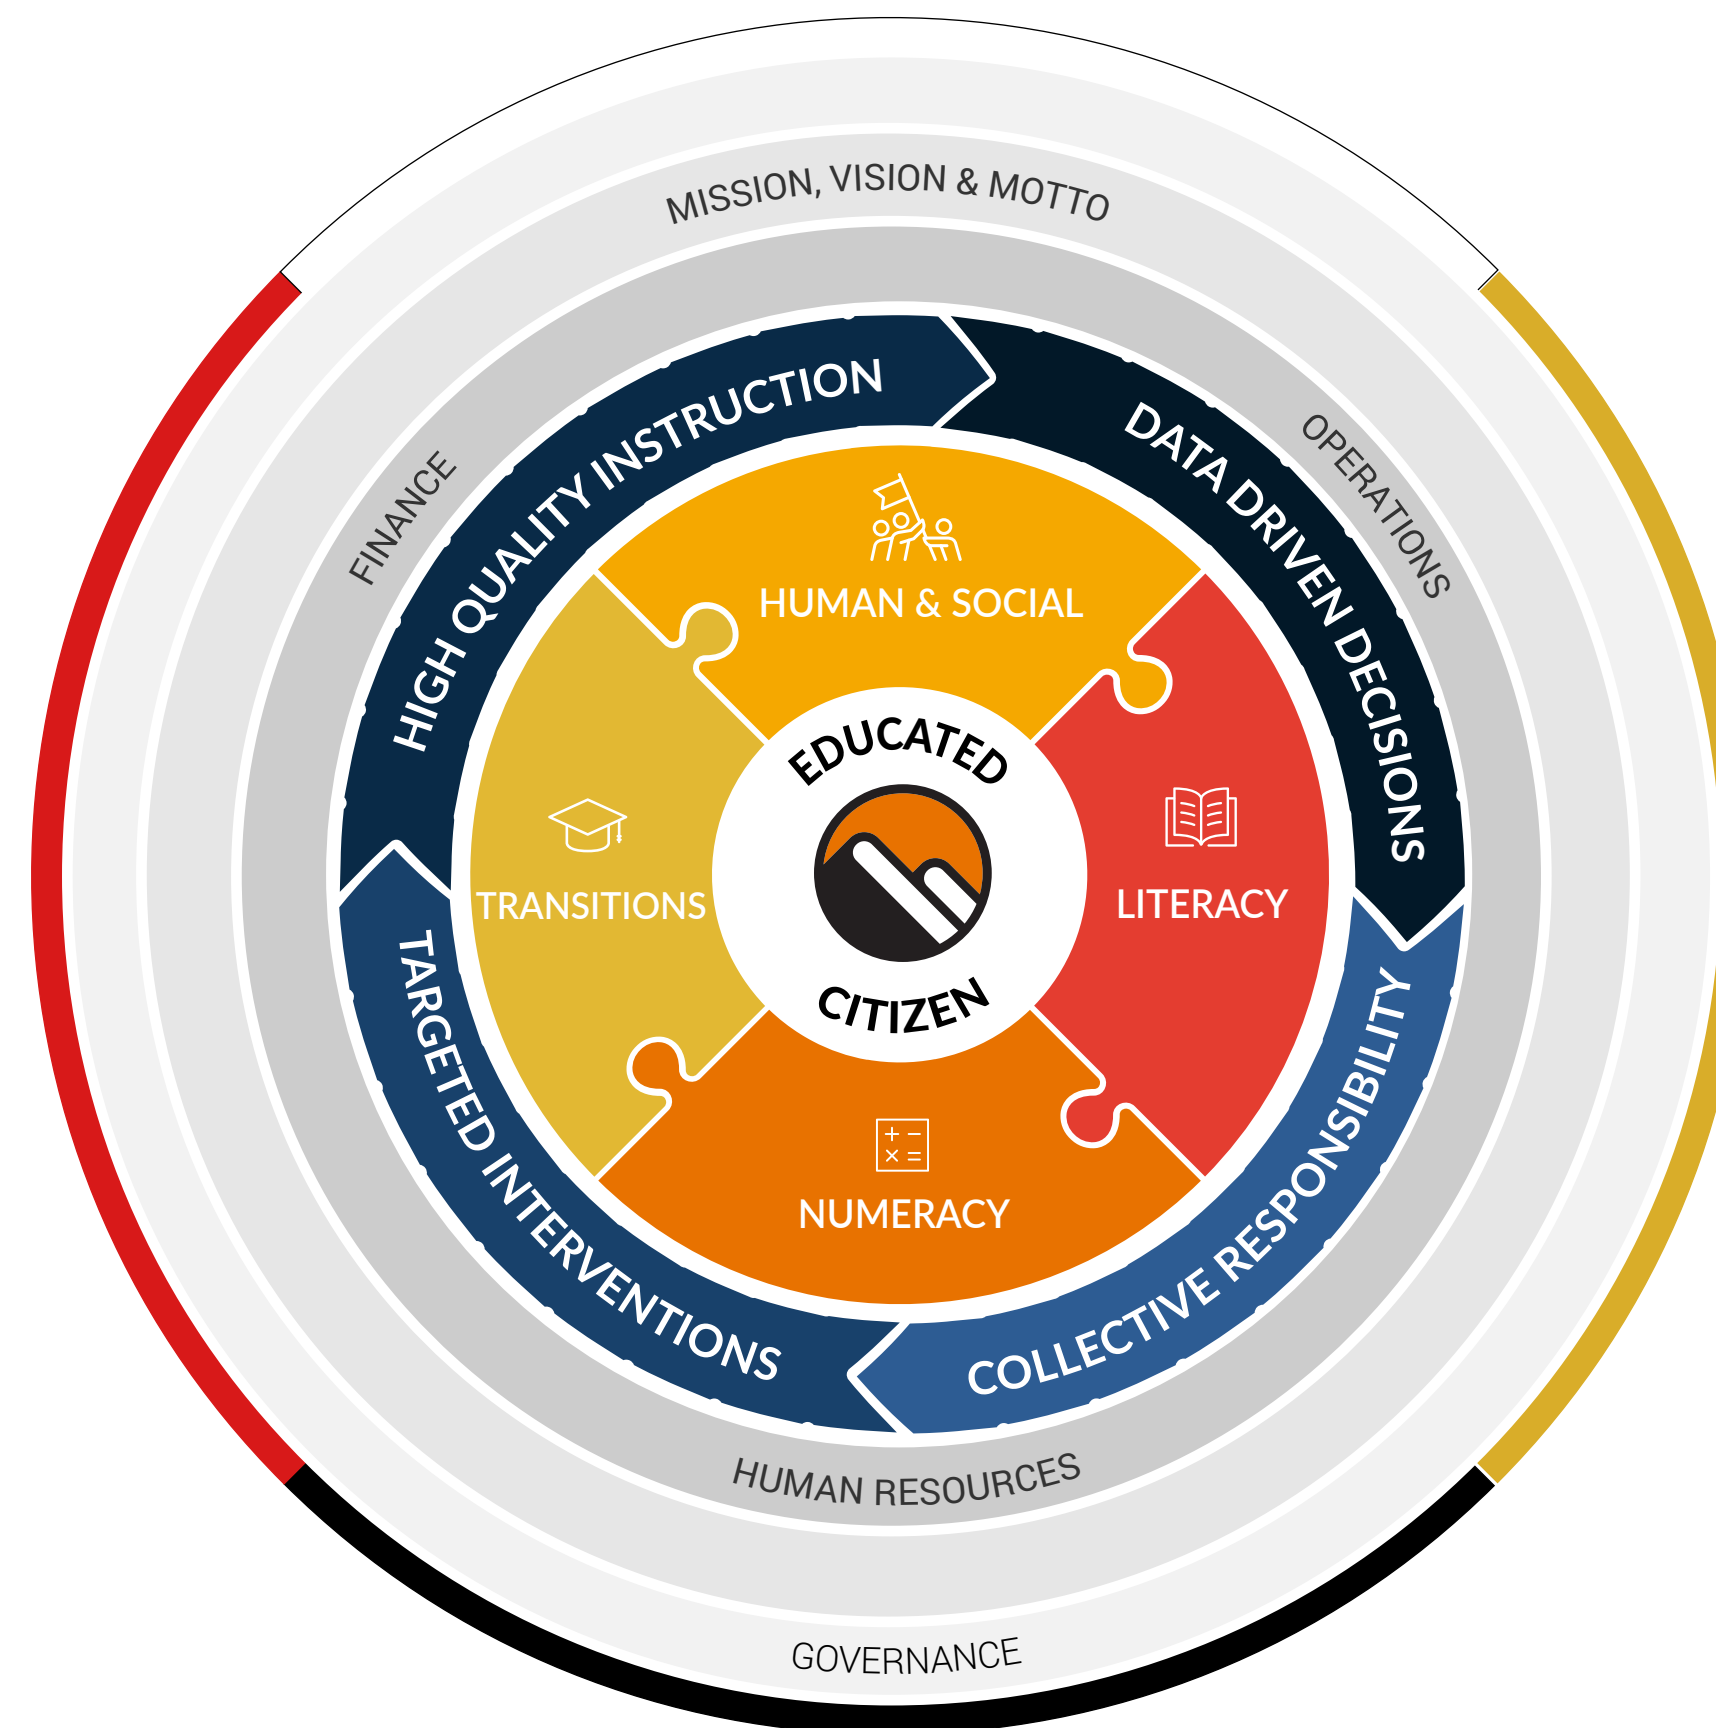 MISSION, VISION & MOTTO
FINANCE
OPERATIONS
HUMAN RESOURCES
GOVERNANCE
HIGH QUALITY INSTRUCTION
DATA DRIVEN DECISIONS
COLLECTIVE RESPONSIBILITY
TARGETED INTERVENTIONS
HUMAN & SOCIAL
LITERACY
NUMERACY
TRANSITIONS
EDUCATED
CITIZEN